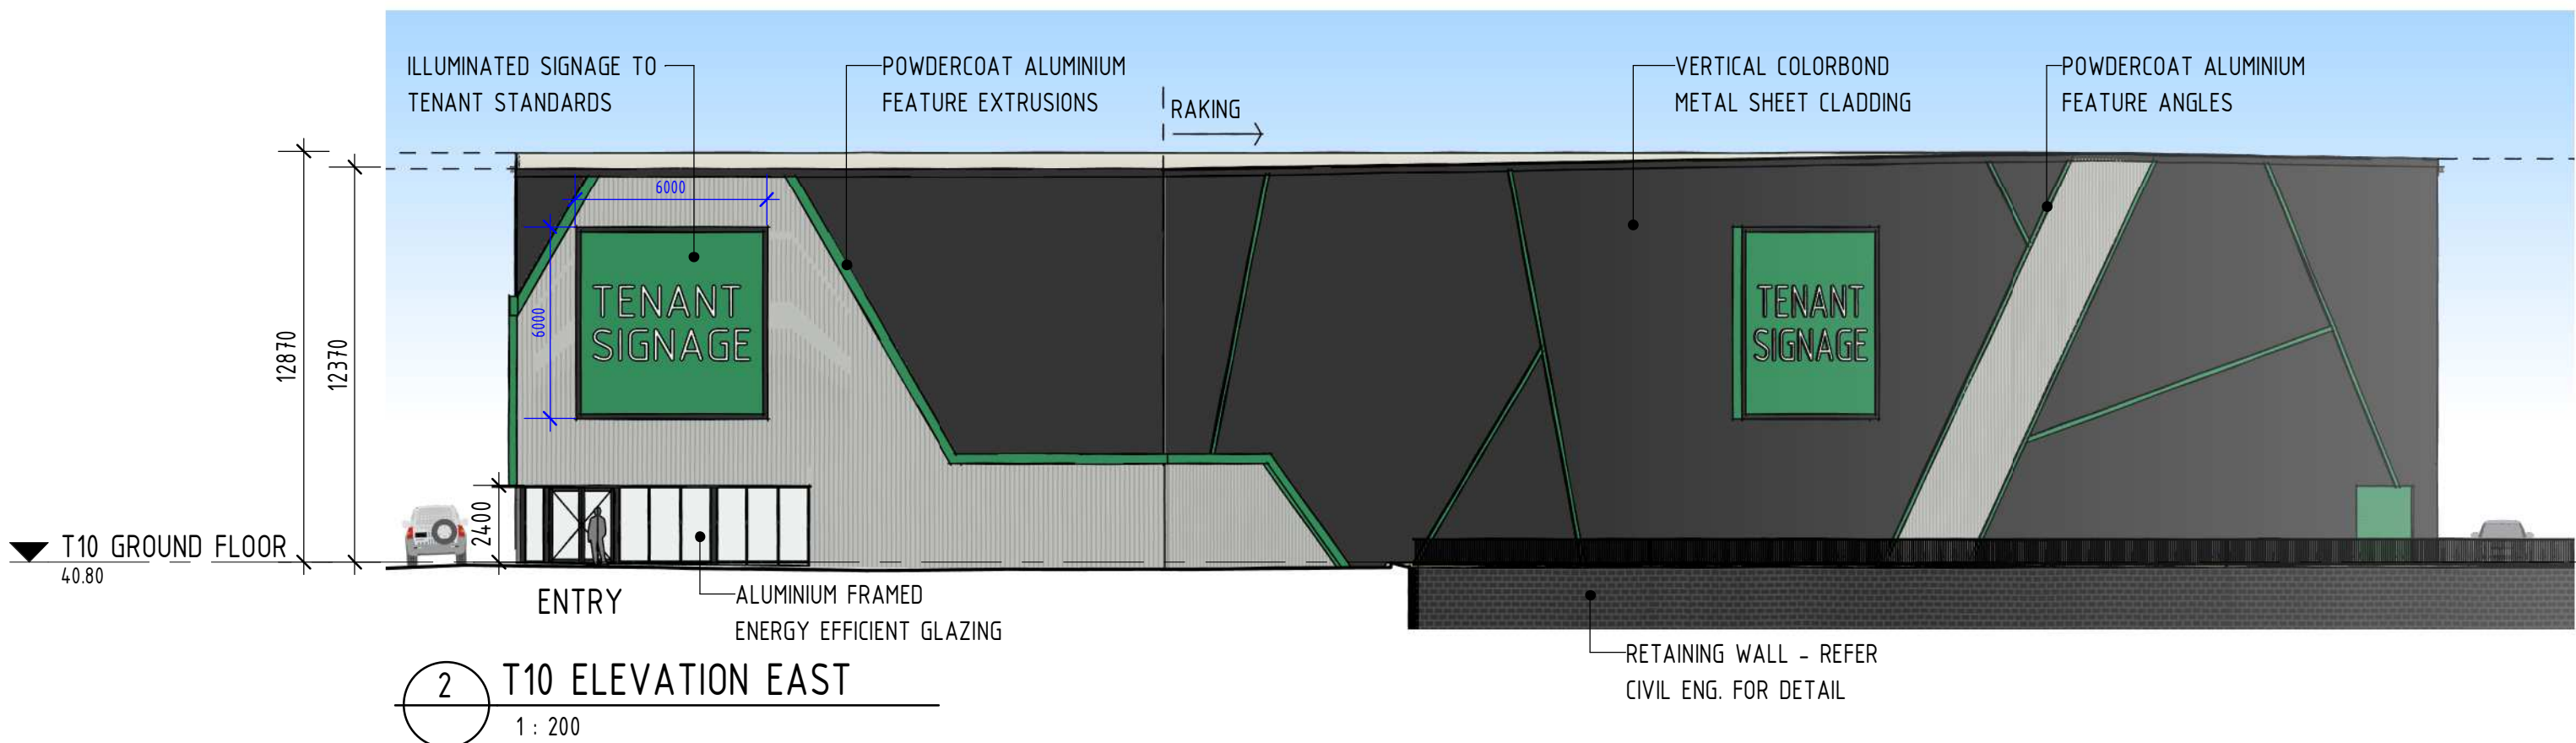 ILLUMINATED SIGNAGE TO
TENANT STANDARDS
POWDERCOAT ALUMINIUM
FEATURE EXTRUSIONS
RAKING
VERTICAL COLORBOND
METAL SHEET CLADDING
POWDERCOAT ALUMINIUM
FEATURE ANGLES
12870
12370
6000
6000
TENANT
SIGNAGE
TENANT
SIGNAGE
2400
T10 GROUND FLOOR
40.80
ENTRY
ALUMINIUM FRAMED
ENERGY EFFICIENT GLAZING
RETAINING WALL - REFER
CIVIL ENG. FOR DETAIL
2
T10 ELEVATION EAST
1 : 200